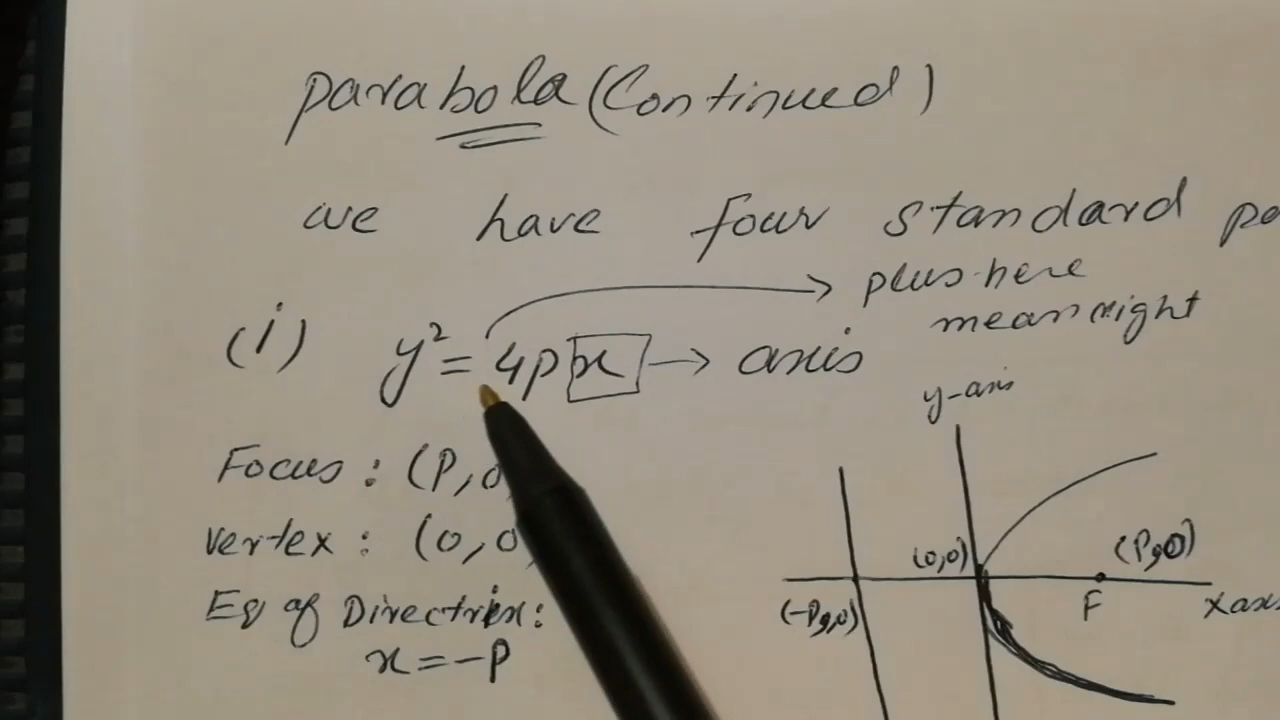 parabola (Continued)
we have four standard
plus here
mean right
(i) y² = 4px → axis
y-axis
Focus : (P,0
vertex : (0,0
(0,0)
(P,0)
Eq of Directrix:
(-P,0)
F
x axis
x = -P